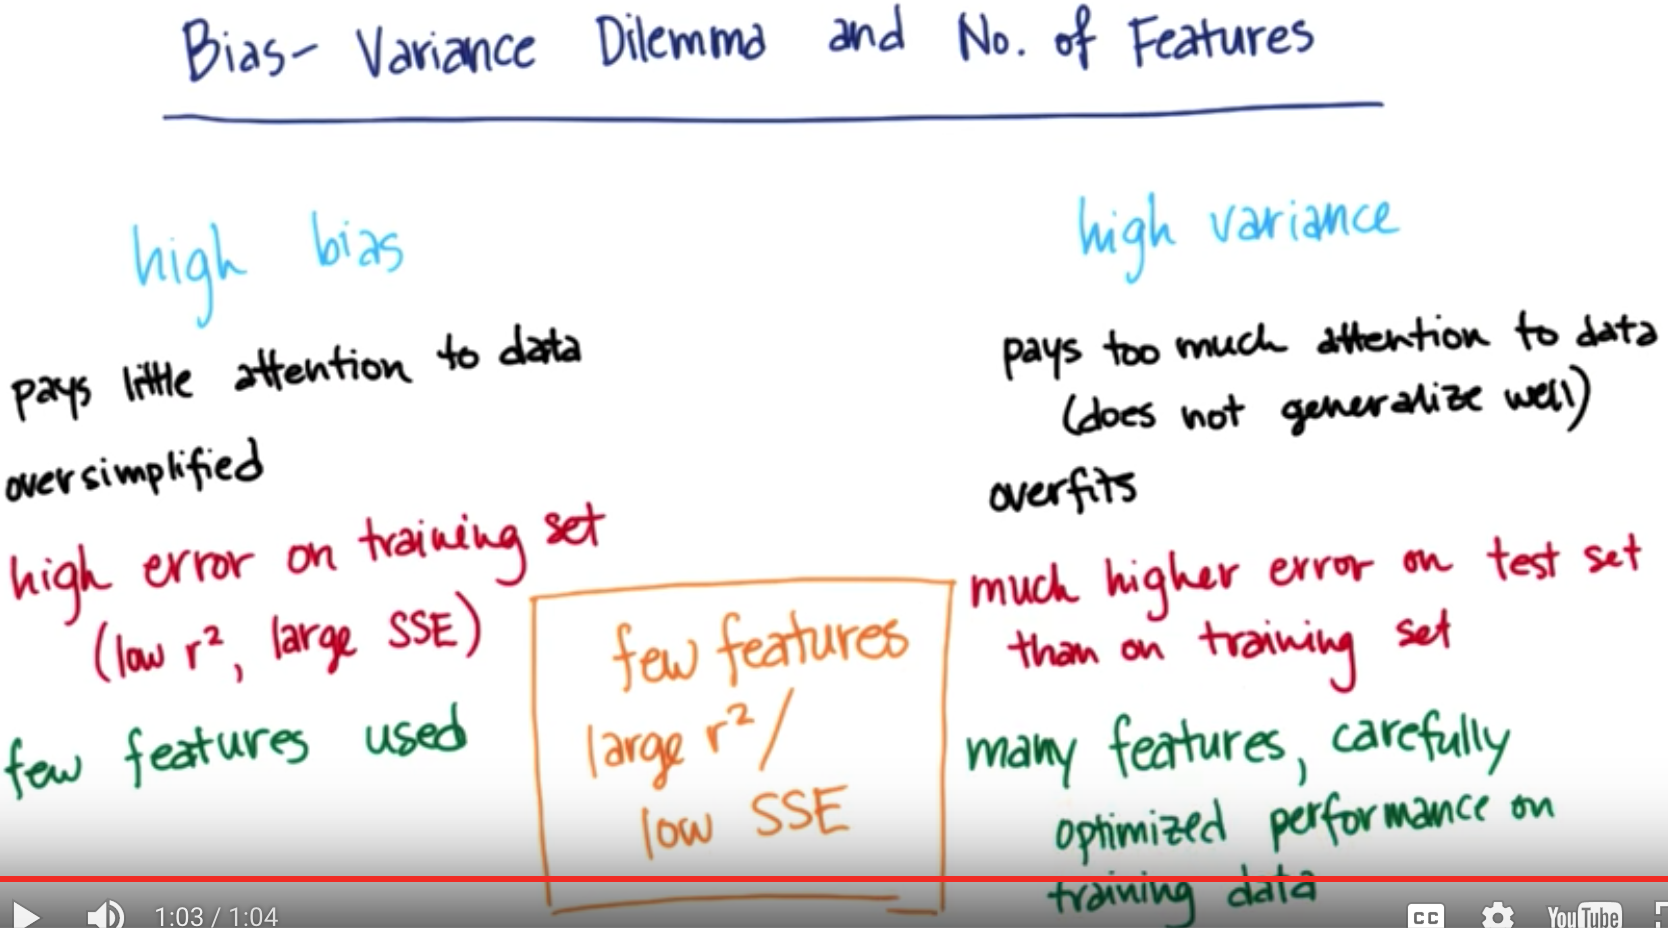 Bias- Variance Dilemma and No. of Features
high bias
pays little attention to data
oversimplified
high error on training set
(low r², large SSE)
few features used
few features
large r² /
low SSE
high variance
pays too much attention to data
(does not generalize well)
overfits
much higher error on test set
than on training set
many features, carefully
optimized performance on
training data
1:03 / 1:04
CC
YouTube